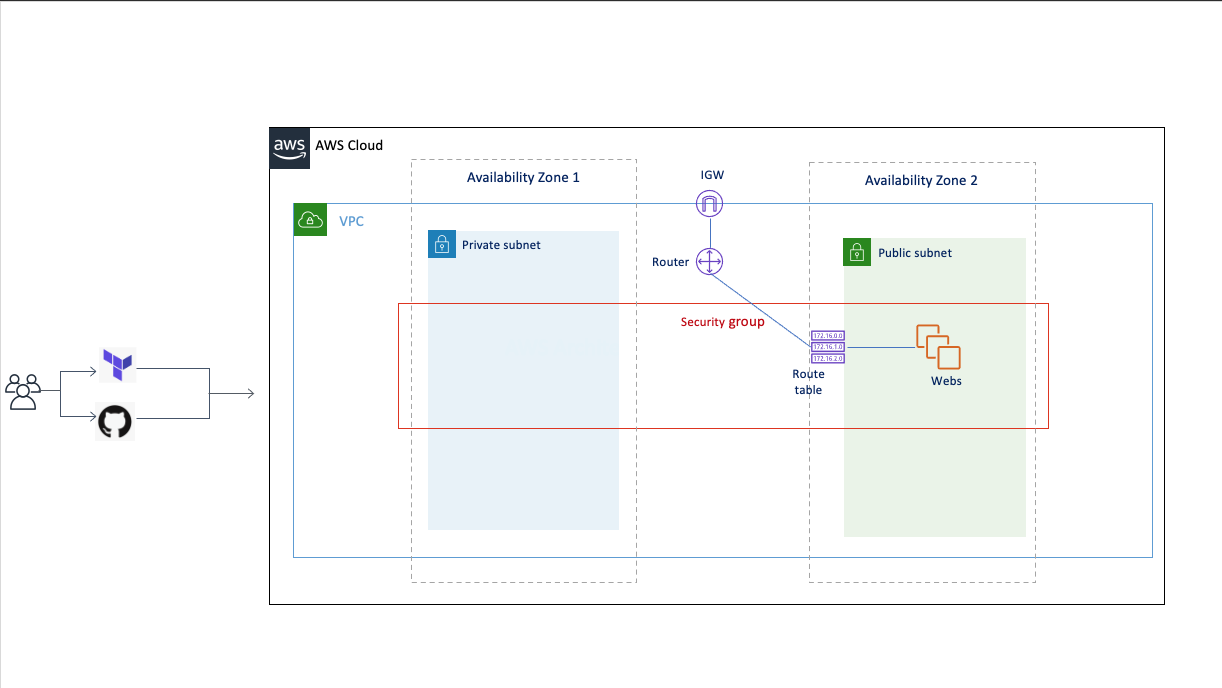 aws
AWS Cloud
Availability Zone 1
IGW
Availability Zone 2
VPC
Private subnet
Public subnet
Router
Security group
172.16.0.0
172.16.1.0
172.16.2.0
Route
table
Webs